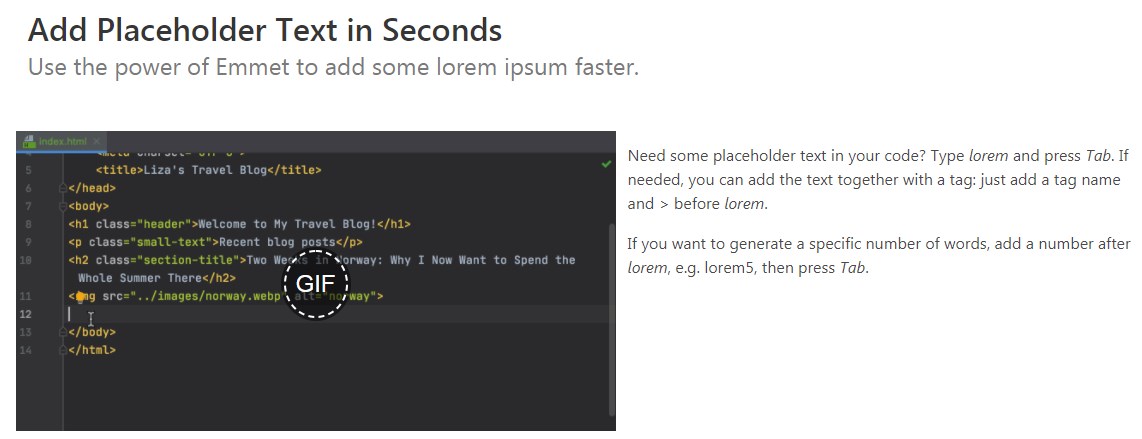 Add Placeholder Text in Seconds
Use the power of Emmet to add some lorem ipsum faster.
index.html
5 <title>Liza's Travel Blog</title>
6 </head>
7 <body>
8 <h1 class="header">Welcome to My Travel Blog!</h1>
9 <p class="small-text">Recent blog posts</p>
10 <h2 class="section-title">Two Weeks in Norway: Why I Now Want to Spend the
Whole Summer There</h2>
11 <img src="../images/norway.webp" alt="norway">
12
13 </body>
14 </html>
GIF
Need some placeholder text in your code? Type lorem and press Tab. If
needed, you can add the text together with a tag: just add a tag name
and > before lorem.
If you want to generate a specific number of words, add a number after
lorem, e.g. lorem5, then press Tab.